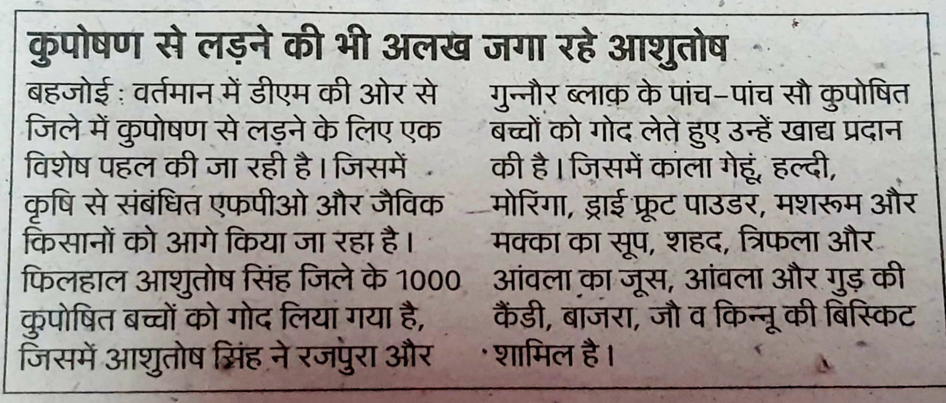 कुपोषण से लड़ने की भी अलख जगा रहे आशुतोष
बहजोई : वर्तमान में डीएम की ओर से
जिले में कुपोषण से लड़ने के लिए एक
विशेष पहल की जा रही है। जिसमें
कृषि से संबंधित एफपीओ और जैविक
किसानों को आगे किया जा रहा है।
फिलहाल आशुतोष सिंह जिले के 1000
कुपोषित बच्चों को गोद लिया गया है,
जिसमें आशुतोष सिंह ने रजपुरा और
गुन्नौर ब्लाक के पांच-पांच सौ कुपोषित
बच्चों को गोद लेते हुए उन्हें खाद्य प्रदान
की है। जिसमें काला गेहूं, हल्दी,
मोरिंगा, ड्राई फ्रूट पाउडर, मशरूम और
मक्का का सूप, शहद, त्रिफला और
आंवला का जूस, आंवला और गुड़ की
कैंडी, बाजरा, जौ व किन्नू की बिस्किट
शामिल है।